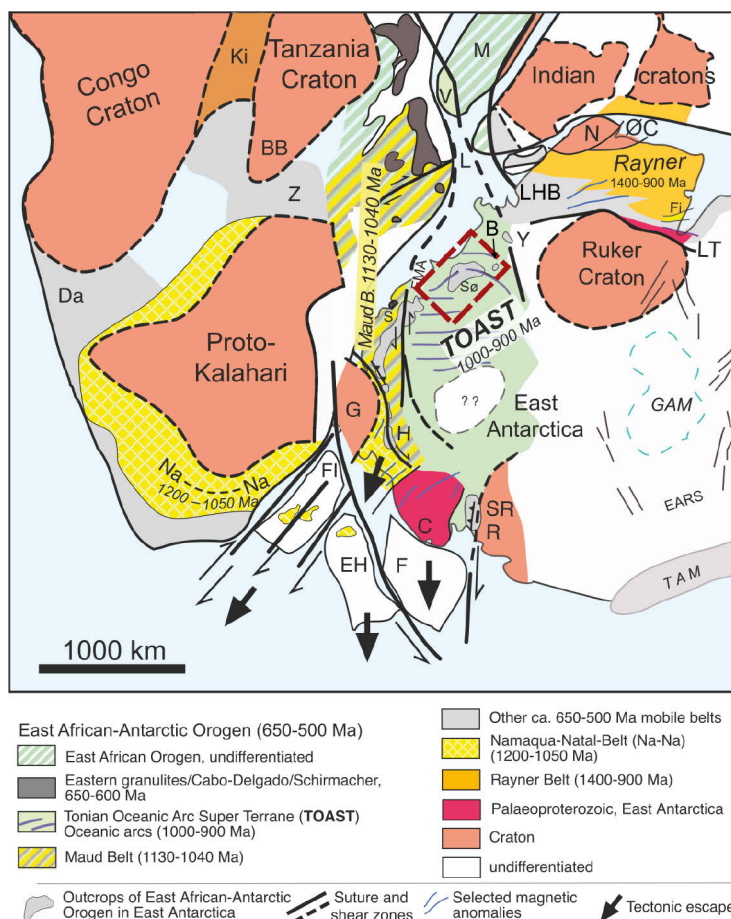 Congo
Craton
Ki
Tanzania
Craton
BB
Z
M
V
L
Indian
cratons
N
ØC
Rayner
1400-900 Ma
Fi
LHB
LT
B
Y
Ruker
Craton
Sø
FMA
S
Maud B. 1130-1040 Ma
TOAST
1000-900 Ma
? ?
East
Antarctica
GAM
EARS
TAM
Da
Proto-
Kalahari
G
H
Na
Na
1200 – 1050 Ma
FI
EH
F
C
SR
R
1000 km
East African-Antarctic Orogen (650-500 Ma)
East African Orogen, undifferentiated
Eastern granulites/Cabo-Delgado/Schirmacher,
650-600 Ma
Tonian Oceanic Arc Super Terrane (TOAST)
Oceanic arcs (1000-900 Ma)
Maud Belt (1130-1040 Ma)
Other ca. 650-500 Ma mobile belts
Namaqua-Natal-Belt (Na-Na)
(1200-1050 Ma)
Rayner Belt (1400-900 Ma)
Palaeoproterozoic, East Antarctica
Craton
undifferentiated
Outcrops of East African-Antarctic
Orogen in East Antarctica
Suture and
shear zones
Selected magnetic
anomalies
Tectonic escape